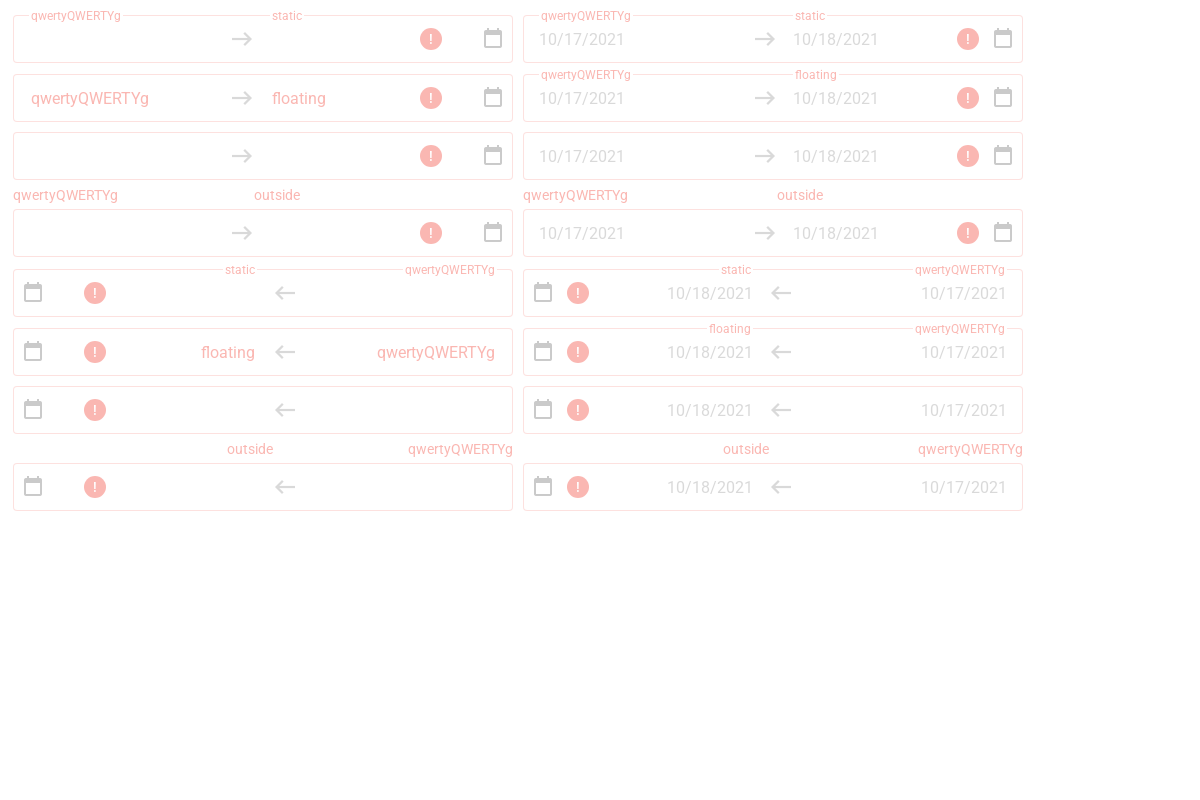 qwertyQWERTYg static qwertyQWERTYg static
! 10/17/2021 10/18/2021 !
qwertyQWERTYg floating
qwertyQWERTYg floating ! 10/17/2021 10/18/2021 !
! 10/17/2021 10/18/2021 !
qwertyQWERTYg outside qwertyQWERTYg outside
! 10/17/2021 10/18/2021 !
static qwertyQWERTYg static qwertyQWERTYg
! ! 10/18/2021 10/17/2021
floating qwertyQWERTYg
! floating qwertyQWERTYg ! 10/18/2021 10/17/2021
! ! 10/18/2021 10/17/2021
outside qwertyQWERTYg outside qwertyQWERTYg
! ! 10/18/2021 10/17/2021